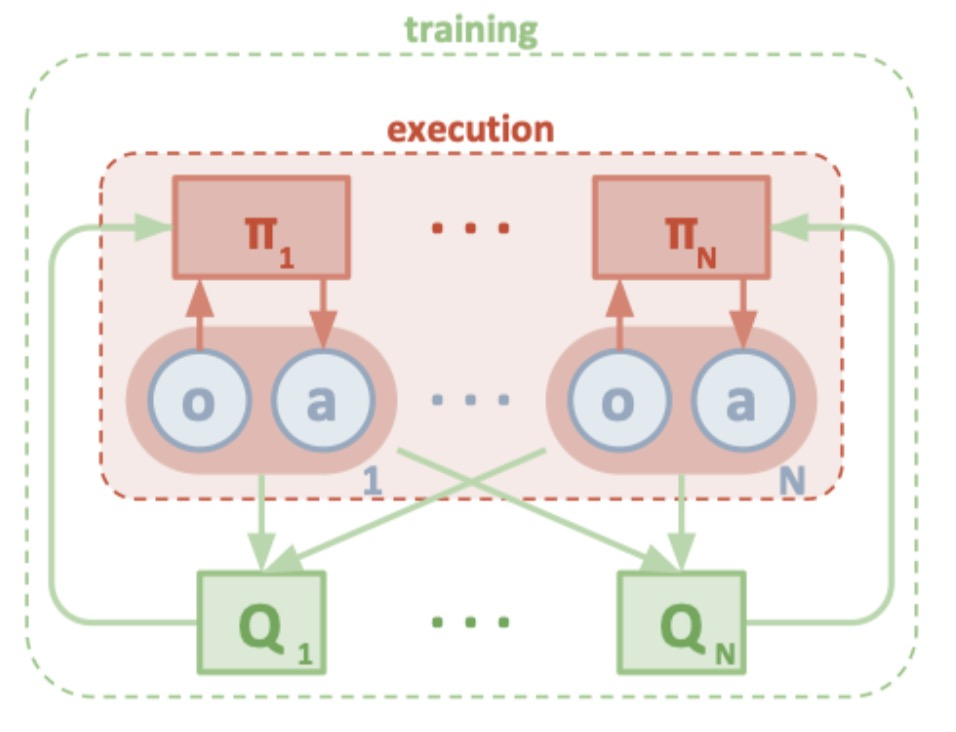 training
execution
π1 ... πN
o a ... o a
1 N
Q1 ... QN